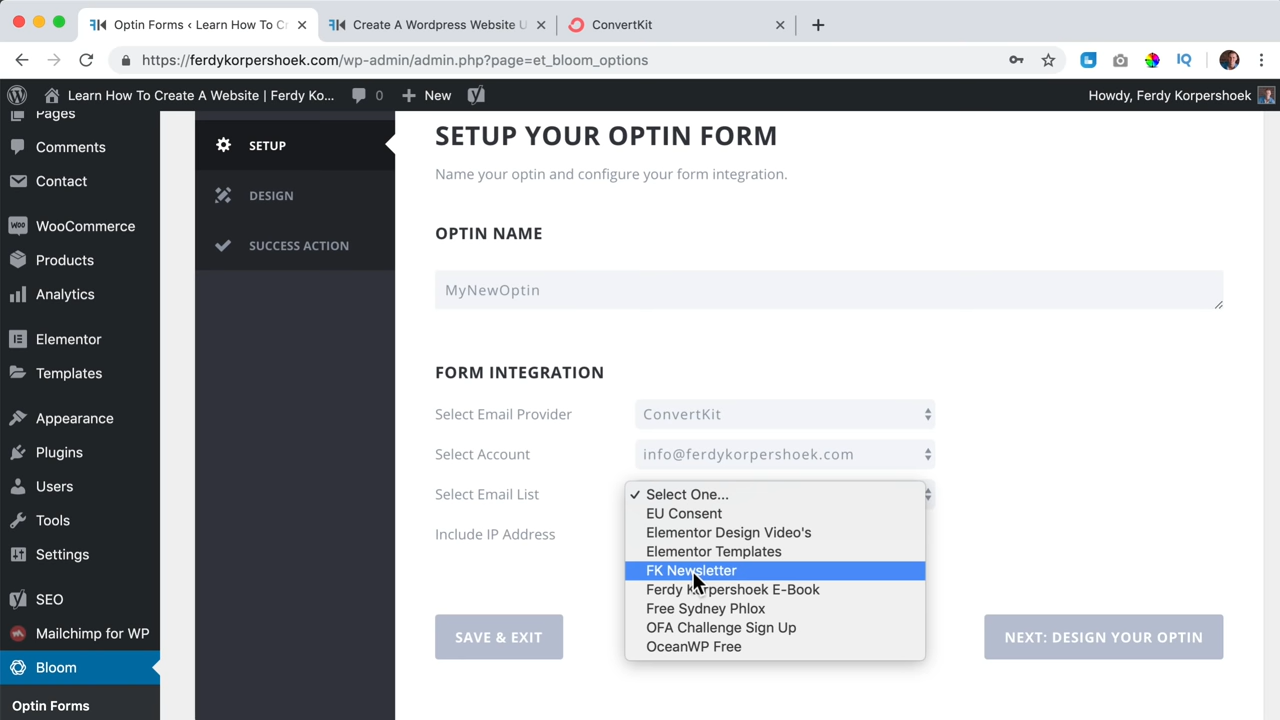 Optin Forms ‹ Learn How To C
Create A Wordpress Website U
ConvertKit
https://ferdykorpershoek.com/wp-admin/admin.php?page=et_bloom_options
IQ
Learn How To Create A Website | Ferdy Ko...
0
New
Howdy, Ferdy Korpershoek
Pages
Comments
Contact
WooCommerce
Products
Analytics
Elementor
Templates
Appearance
Plugins
Users
Tools
Settings
SEO
Mailchimp for WP
Bloom
Optin Forms
SETUP
DESIGN
SUCCESS ACTION
SETUP YOUR OPTIN FORM
Name your optin and configure your form integration.
OPTIN NAME
MyNewOptin
FORM INTEGRATION
Select Email Provider
ConvertKit
Select Account
info@ferdykorpershoek.com
Select Email List
✓ Select One...
EU Consent
Elementor Design Video's
Elementor Templates
FK Newsletter
Ferdy Korpershoek E-Book
Free Sydney Phlox
OFA Challenge Sign Up
OceanWP Free
Include IP Address
SAVE & EXIT
NEXT: DESIGN YOUR OPTIN